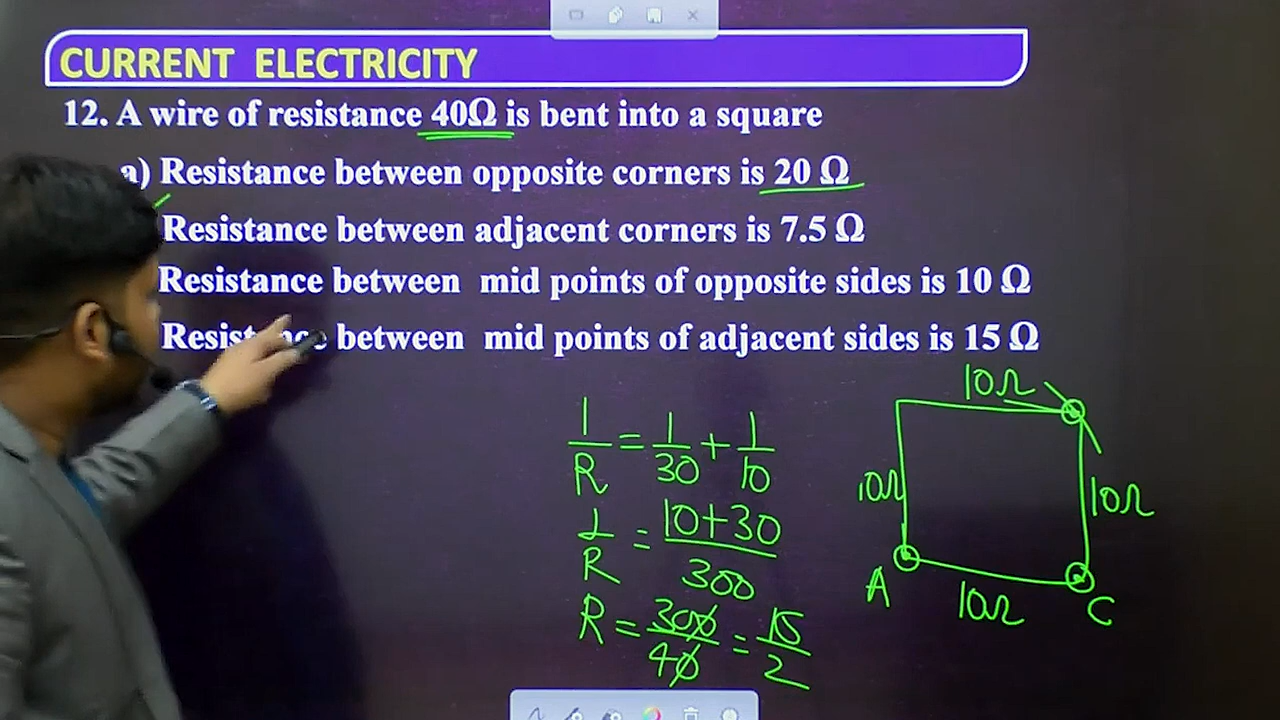 CURRENT ELECTRICITY
12. A wire of resistance 40Ω is bent into a square
a) Resistance between opposite corners is 20 Ω
Resistance between adjacent corners is 7.5 Ω
Resistance between mid points of opposite sides is 10 Ω
Resistance between mid points of adjacent sides is 15 Ω
1/R = 1/30 + 1/10
1/R = 10+30/300
R = 300/40 = 15/2
10Ω
10Ω
10Ω
A
10Ω
C